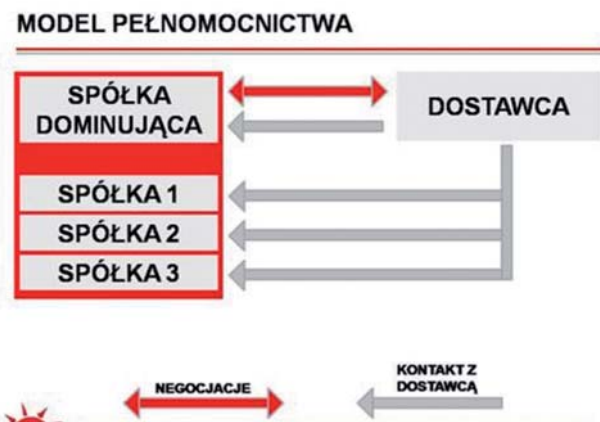 MODEL PEŁNOMOCNICTWA
SPÓŁKA
DOMINUJĄCA
DOSTAWCA
SPÓŁKA 1
SPÓŁKA 2
SPÓŁKA 3
NEGOCJACJE
KONTAKT Z
DOSTAWCĄ